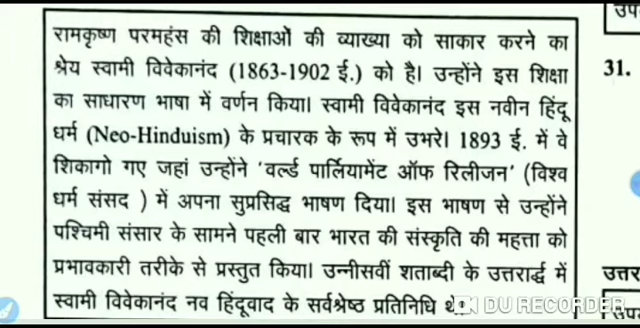 रामकृष्ण परमहंस की शिक्षाओं की व्याख्या को साकार करने का
श्रेय स्वामी विवेकानंद (1863-1902 ई.) को है। उन्होंने इस शिक्षा
का साधारण भाषा में वर्णन किया। स्वामी विवेकानंद इस नवीन हिंदू
धर्म (Neo-Hinduism) के प्रचारक के रूप में उभरे। 1893 ई. में वे
शिकागो गए जहां उन्होंने ‘वर्ल्ड पार्लियामेंट ऑफ रिलीजन’ (विश्व
धर्म संसद ) में अपना सुप्रसिद्ध भाषण दिया। इस भाषण से उन्होंने
पश्चिमी संसार के सामने पहली बार भारत की संस्कृति की महत्ता को
प्रभावकारी तरीके से प्रस्तुत किया। उन्नीसवीं शताब्दी के उत्तरार्द्ध में
स्वामी विवेकानंद नव हिंदूवाद के सर्वश्रेष्ठ प्रतिनिधि थे।
उप
31.
उत्तर
DU RECORDER